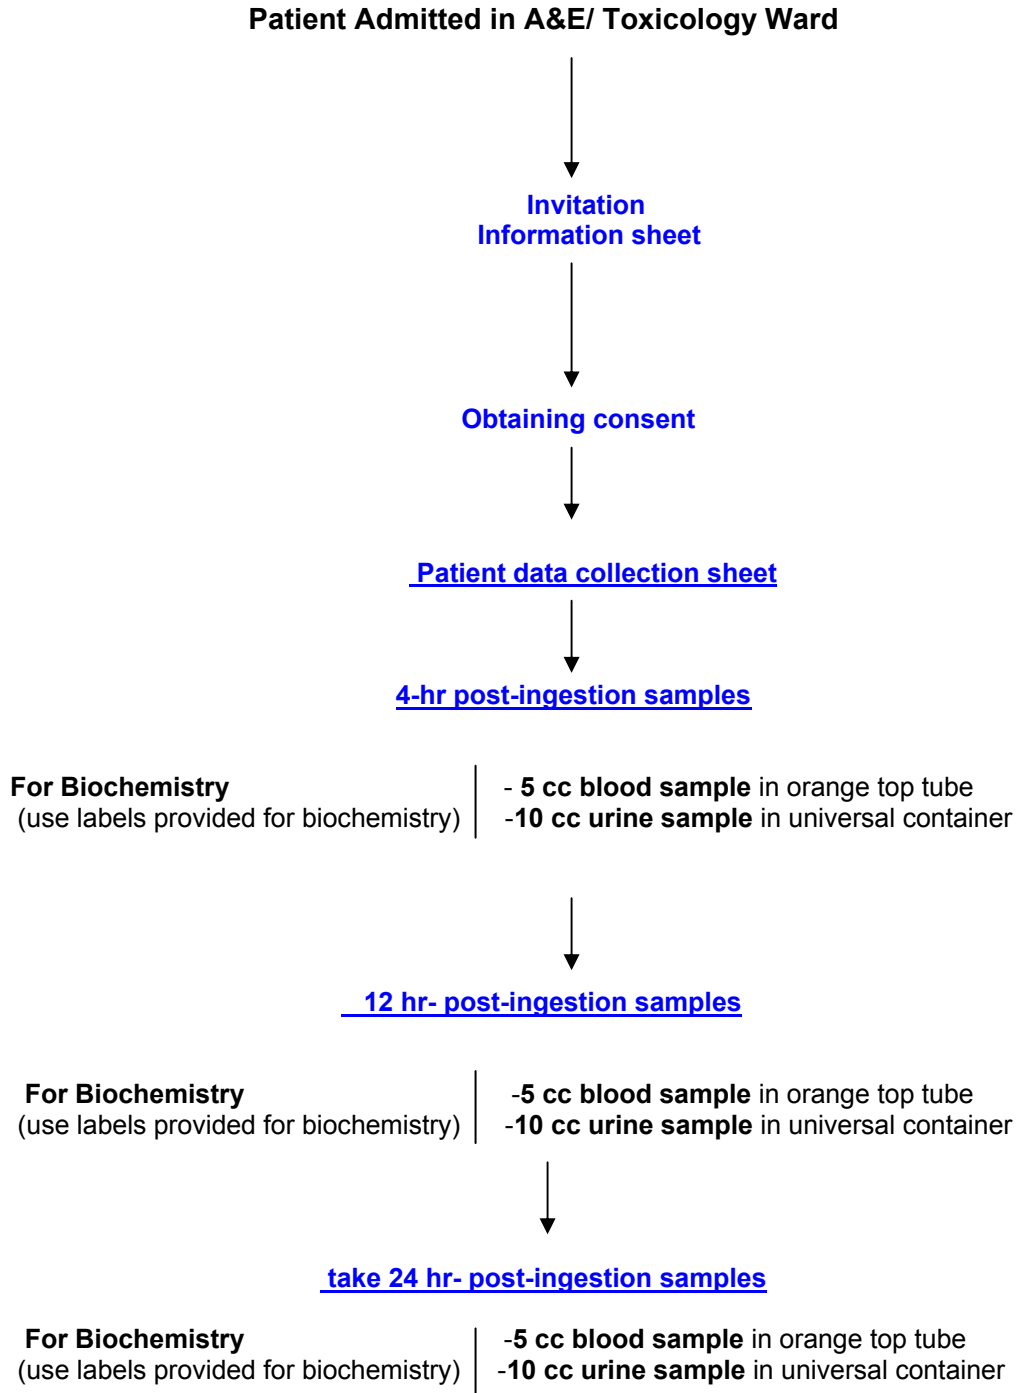 Patient Admitted in A&E/ Toxicology Ward
Invitation
Information sheet
Obtaining consent
Patient data collection sheet
4-hr post-ingestion samples
For Biochemistry - 5 cc blood sample in orange top tube
(use labels provided for biochemistry) -10 cc urine sample in universal container
12 hr- post-ingestion samples
For Biochemistry -5 cc blood sample in orange top tube
(use labels provided for biochemistry) -10 cc urine sample in universal container
take 24 hr- post-ingestion samples
For Biochemistry -5 cc blood sample in orange top tube
(use labels provided for biochemistry) -10 cc urine sample in universal container